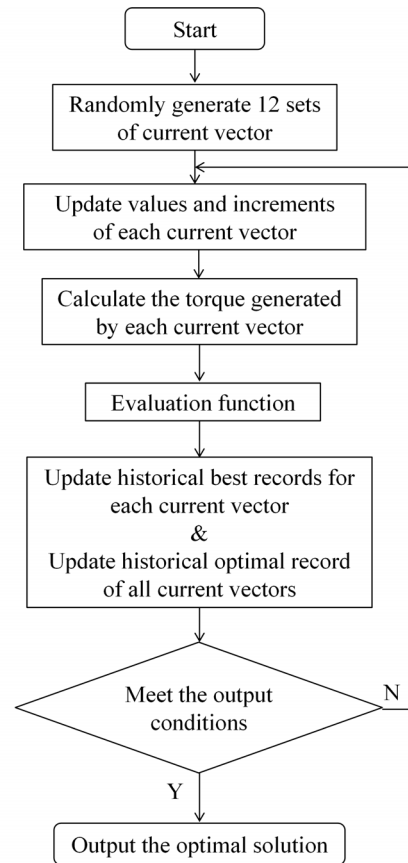 Start
Randomly generate 12 sets
of current vector
Update values and increments
of each current vector
Calculate the torque generated
by each current vector
Evaluation function
Update historical best records for
each current vector
&
Update historical optimal record
of all current vectors
Meet the output
conditions
N
Y
Output the optimal solution